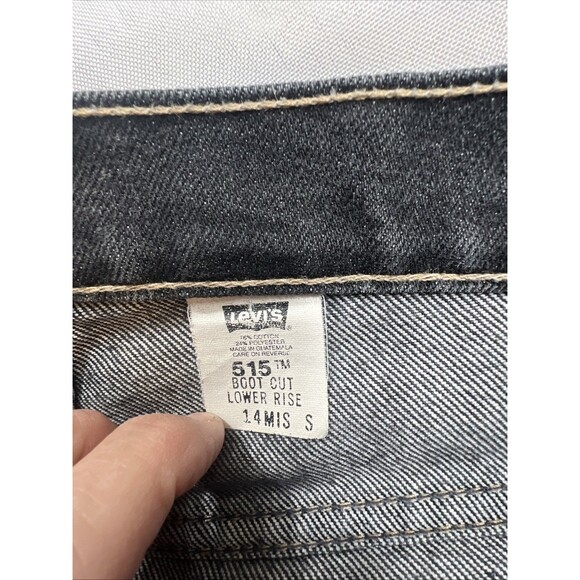 Levi's
76% COTTON
24% POLYESTER
MADE IN GUATEMALA
CARE ON REVERSE
515™
BOOT CUT
LOWER RISE
14MIS S